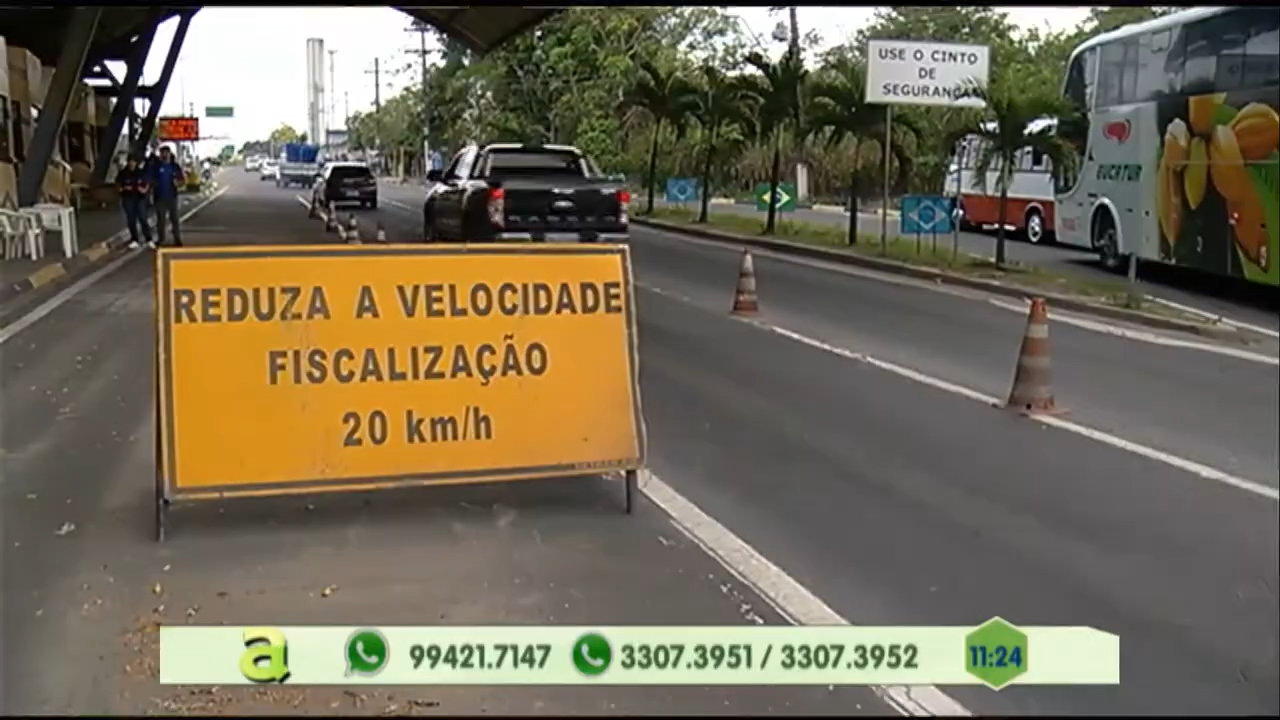 USE O CINTO
DE
SEGURANÇA
EUCATUR
REDUZA A VELOCIDADE
FISCALIZAÇÃO
20 km/h
a 99421.7147 3307.3951 / 3307.3952 11:24